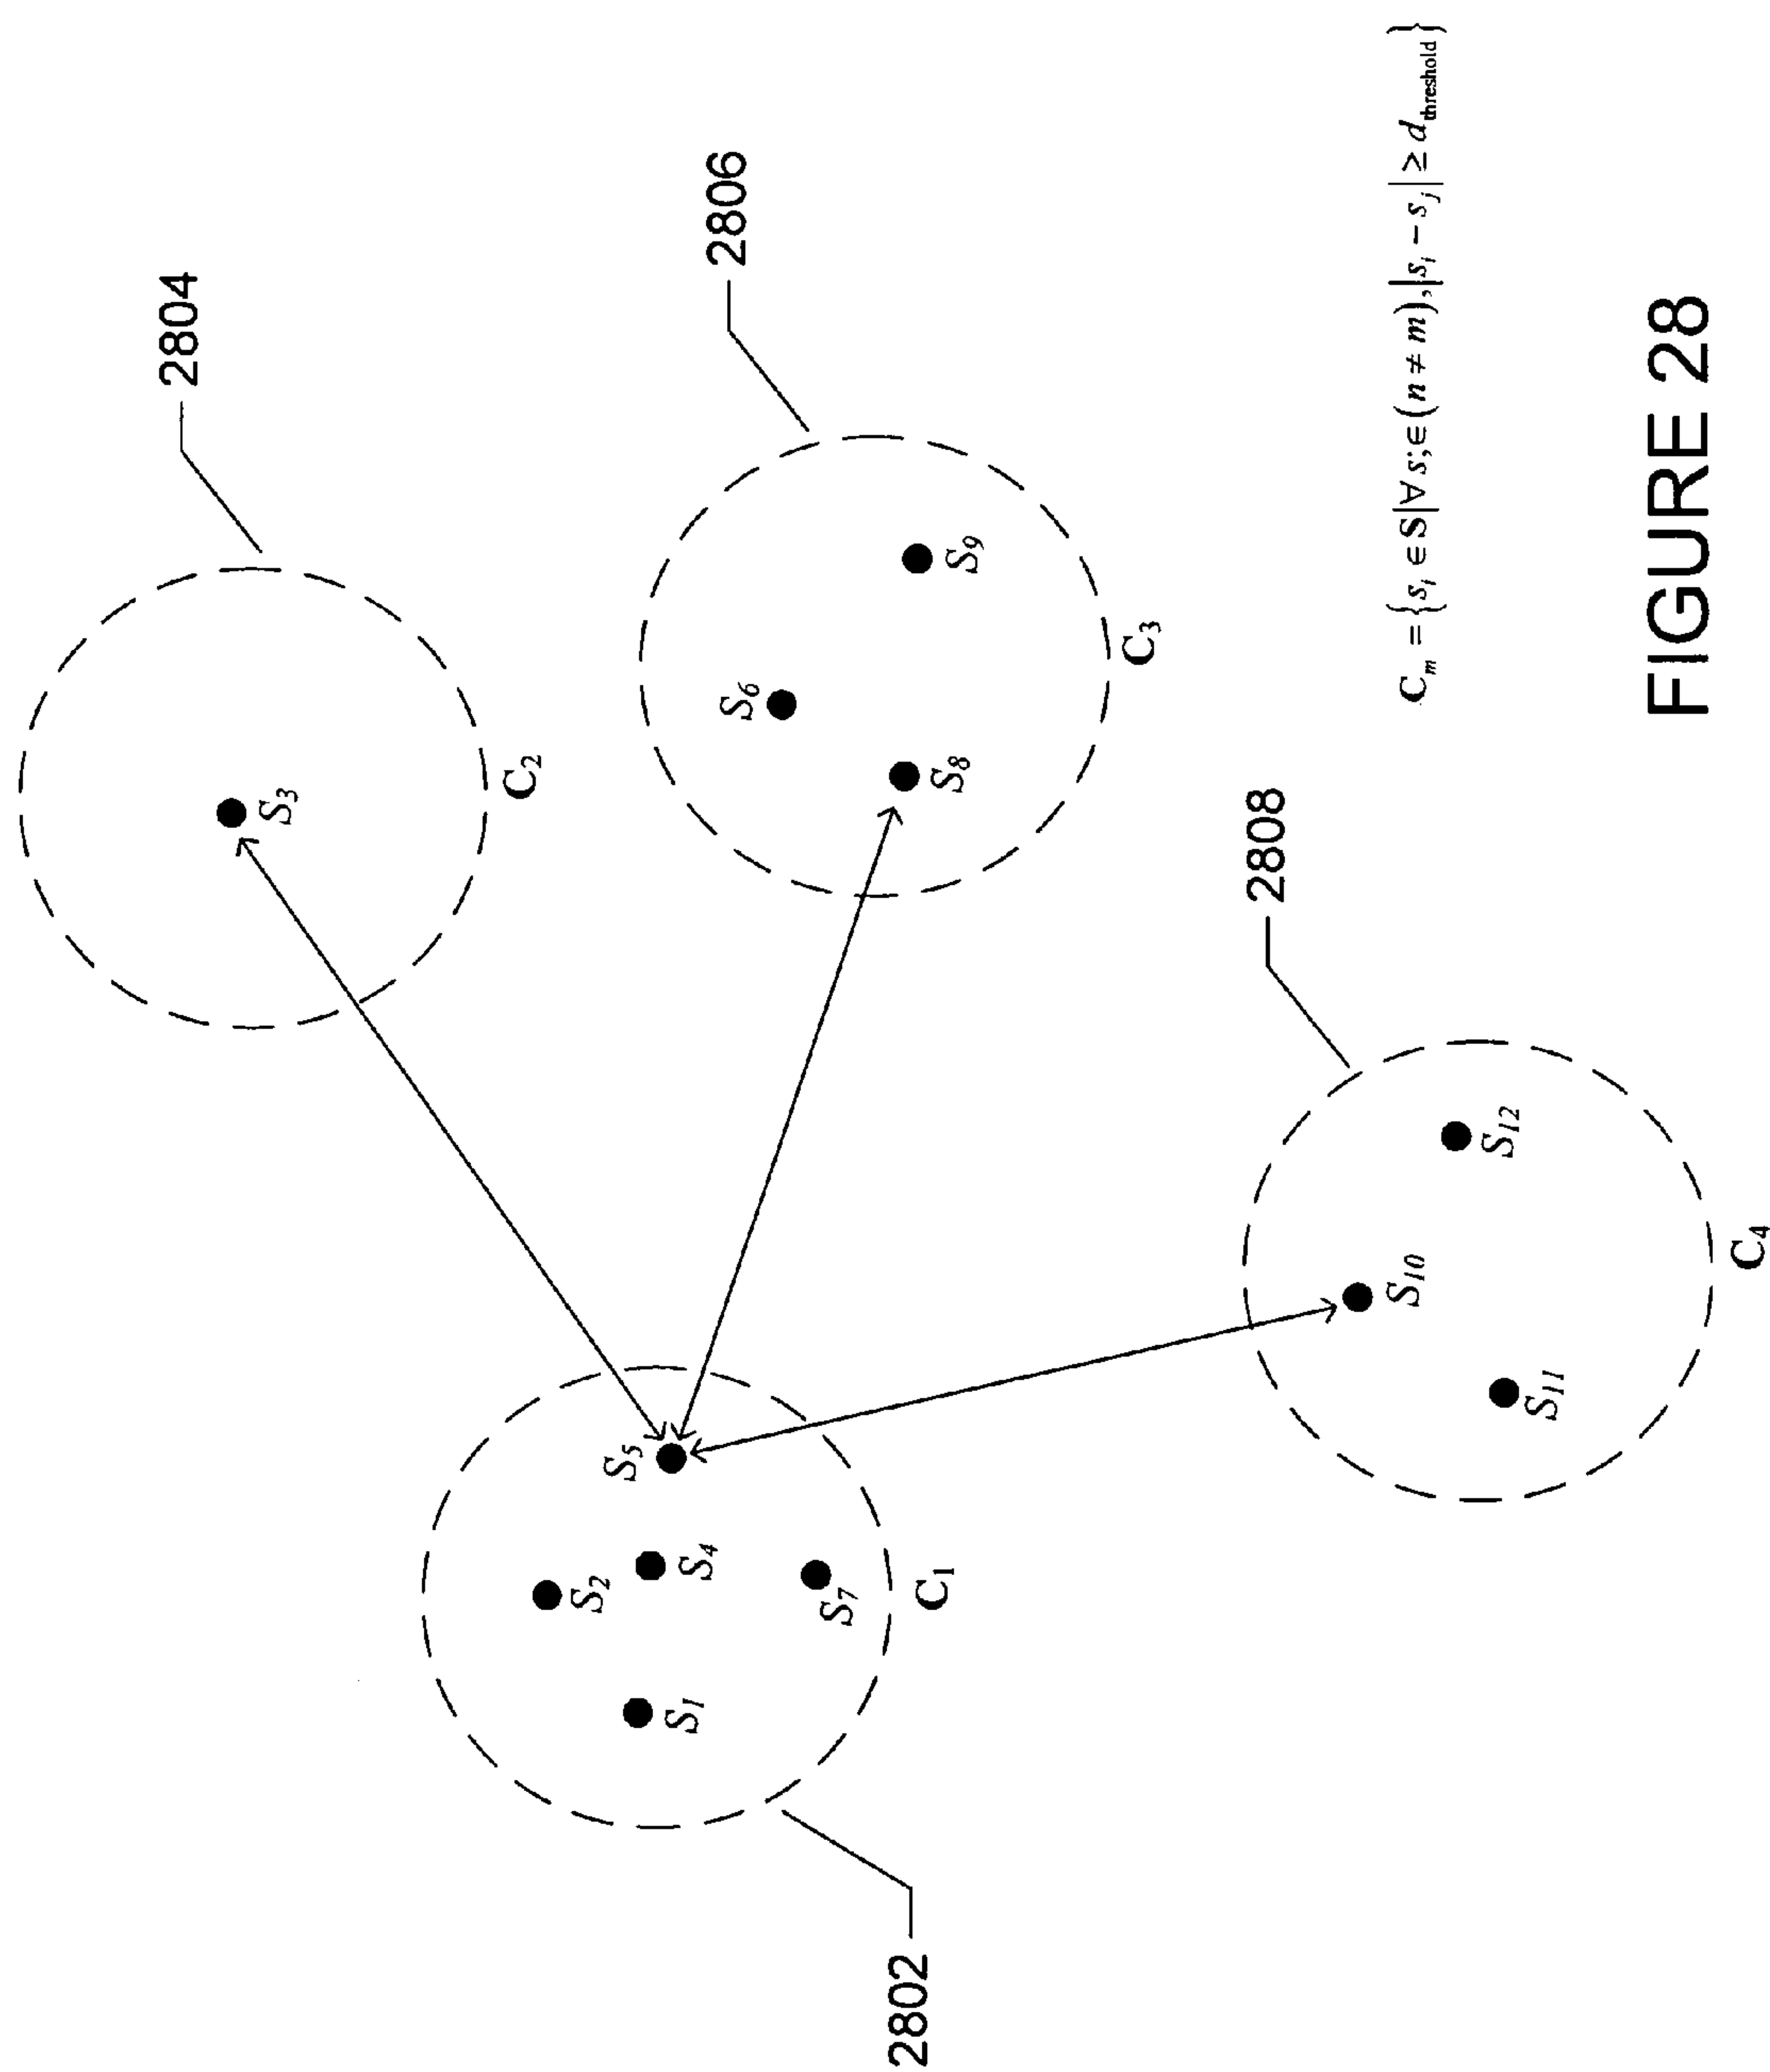 2804
S3
C2
S2
S5
S1
S4
2806
S6
S7
2802
C1
S8
S9
C3
2808
S10
Cm = {si ∈ S|∀ s;∈(n ≠ m),|si − sj| ≥ dthreshold}
S12
S11
FIGURE 28
C4